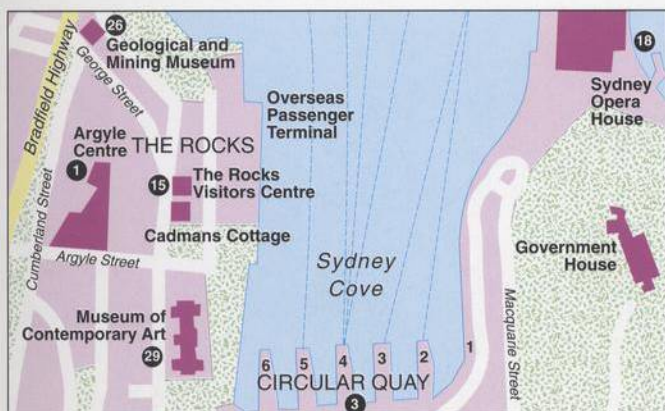 26
Geological and
Mining Museum
Bradfield Highway
George Street
18
Sydney
Opera
House
Overseas
Passenger
Terminal
Argyle
Centre
1
THE ROCKS
15
The Rocks
Visitors Centre
Cadmans Cottage
Cumberland Street
Argyle Street
Sydney
Cove
Government
House
Macquarie Street
Museum of
Contemporary Art
29
6
5
4
3
2
1
CIRCULAR QUAY
3